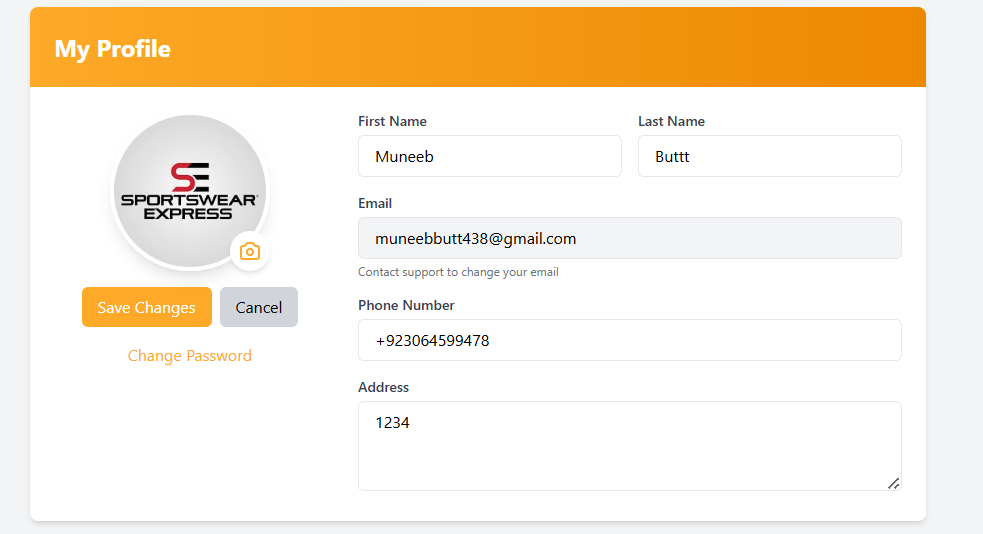 My Profile
SE
SPORTSWEAR
EXPRESS
Save Changes
Cancel
Change Password
First Name
Last Name
Muneeb
Buttt
Email
muneebbutt438@gmail.com
Contact support to change your email
Phone Number
+923064599478
Address
1234